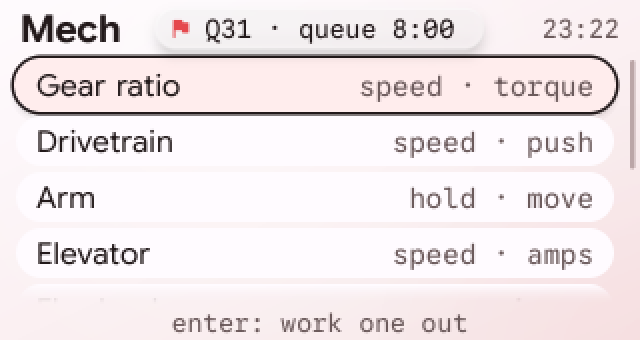 Mech Q31 · queue 8:00 23:22
Gear ratio speed · torque
Drivetrain speed · push
Arm hold · move
Elevator speed · amps
enter: work one out